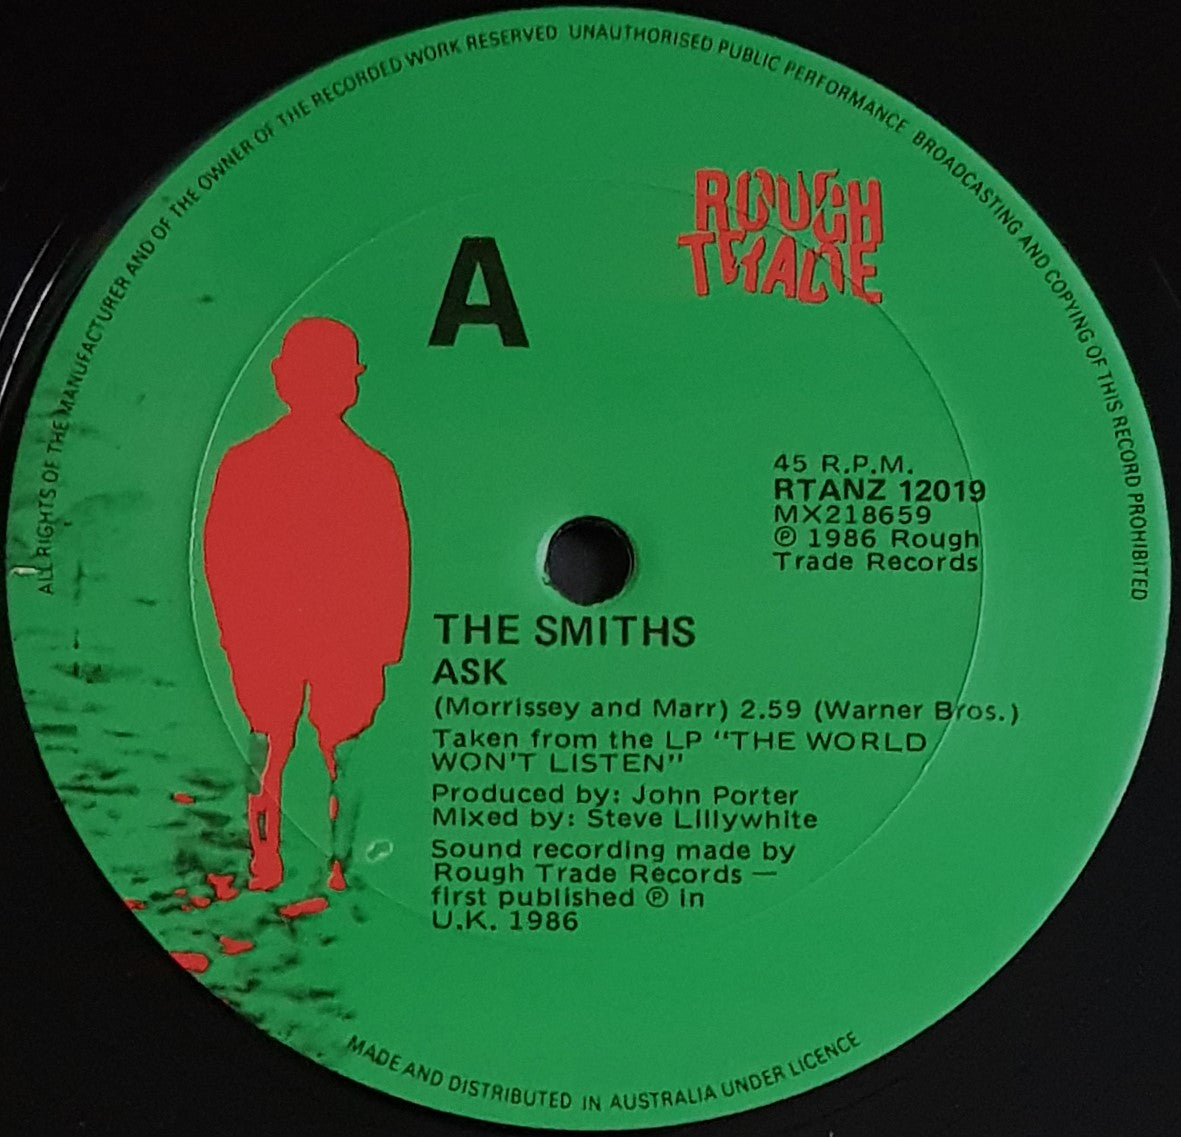 ALL RIGHTS OF THE MANUFACTURER AND OF THE OWNER OF THE RECORDED WORK RESERVED UNAUTHORISED PUBLIC PERFORMANCE BROADCASTING AND COPYING OF THIS RECORD PROHIBITED
ROUGH
TRADE
A
45 R.P.M.
RTANZ 12019
MX218659
℗ 1986 Rough
Trade Records
THE SMITHS
ASK
(Morrissey and Marr) 2.59 (Warner Bros.)
Taken from the LP "THE WORLD
WON'T LISTEN"
Produced by: John Porter
Mixed by: Steve Lillywhite
Sound recording made by
Rough Trade Records —
first published ℗ in
U.K. 1986
MADE AND DISTRIBUTED IN AUSTRALIA UNDER LICENCE